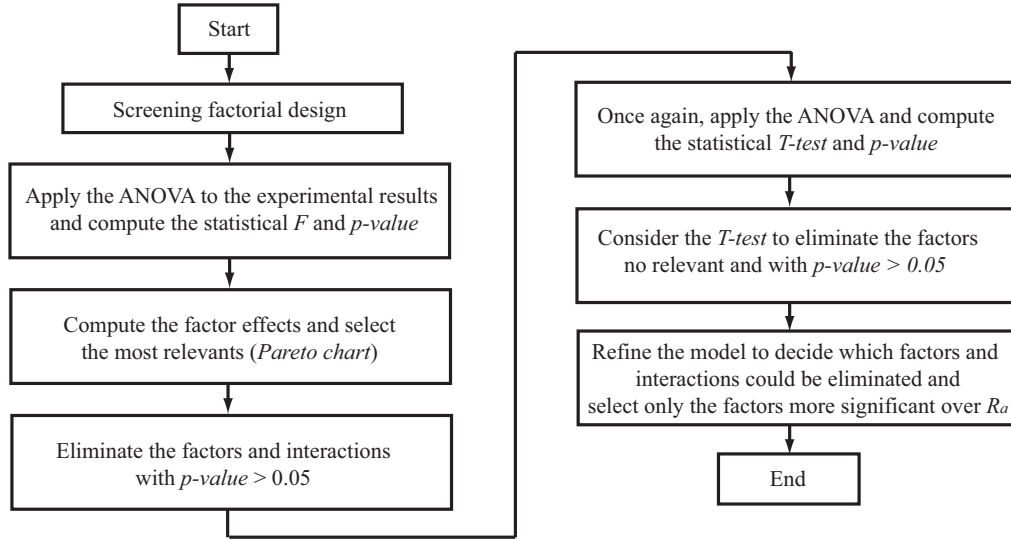 Start
Screening factorial design
Apply the ANOVA to the experimental results
and compute the statistical F and p-value
Compute the factor effects and select
the most relevants (Pareto chart)
Eliminate the factors and interactions
with p-value > 0.05
Once again, apply the ANOVA and compute
the statistical T-test and p-value
Consider the T-test to eliminate the factors
no relevant and with p-value > 0.05
Refine the model to decide which factors and
interactions could be eliminated and
select only the factors more significant over Ra
End